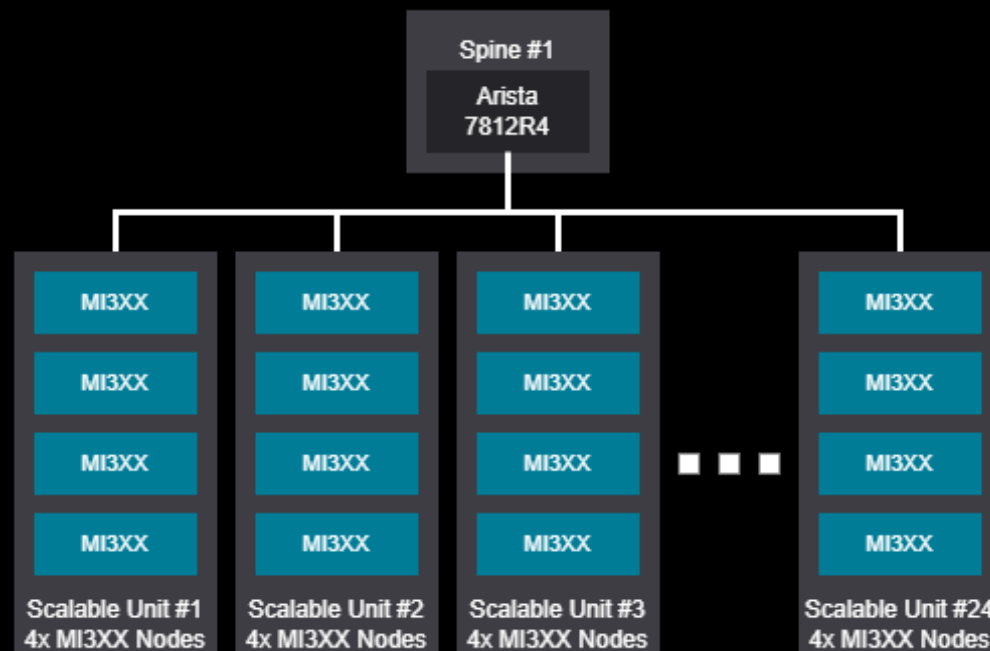 Spine #1
Arista
7812R4
MI3XX
MI3XX
MI3XX
MI3XX
Scalable Unit #1
4x MI3XX Nodes
MI3XX
MI3XX
MI3XX
MI3XX
Scalable Unit #2
4x MI3XX Nodes
MI3XX
MI3XX
MI3XX
MI3XX
Scalable Unit #3
4x MI3XX Nodes
MI3XX
MI3XX
MI3XX
MI3XX
Scalable Unit #24
4x MI3XX Nodes